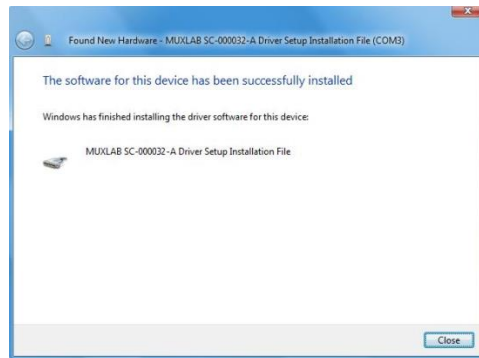 Found New Hardware - MUXLAB SC-000032-A Driver Setup Installation File (COM3)
The software for this device has been successfully installed
Windows has finished installing the driver software for this device:
MUXLAB SC-000032-A Driver Setup Installation File
Close